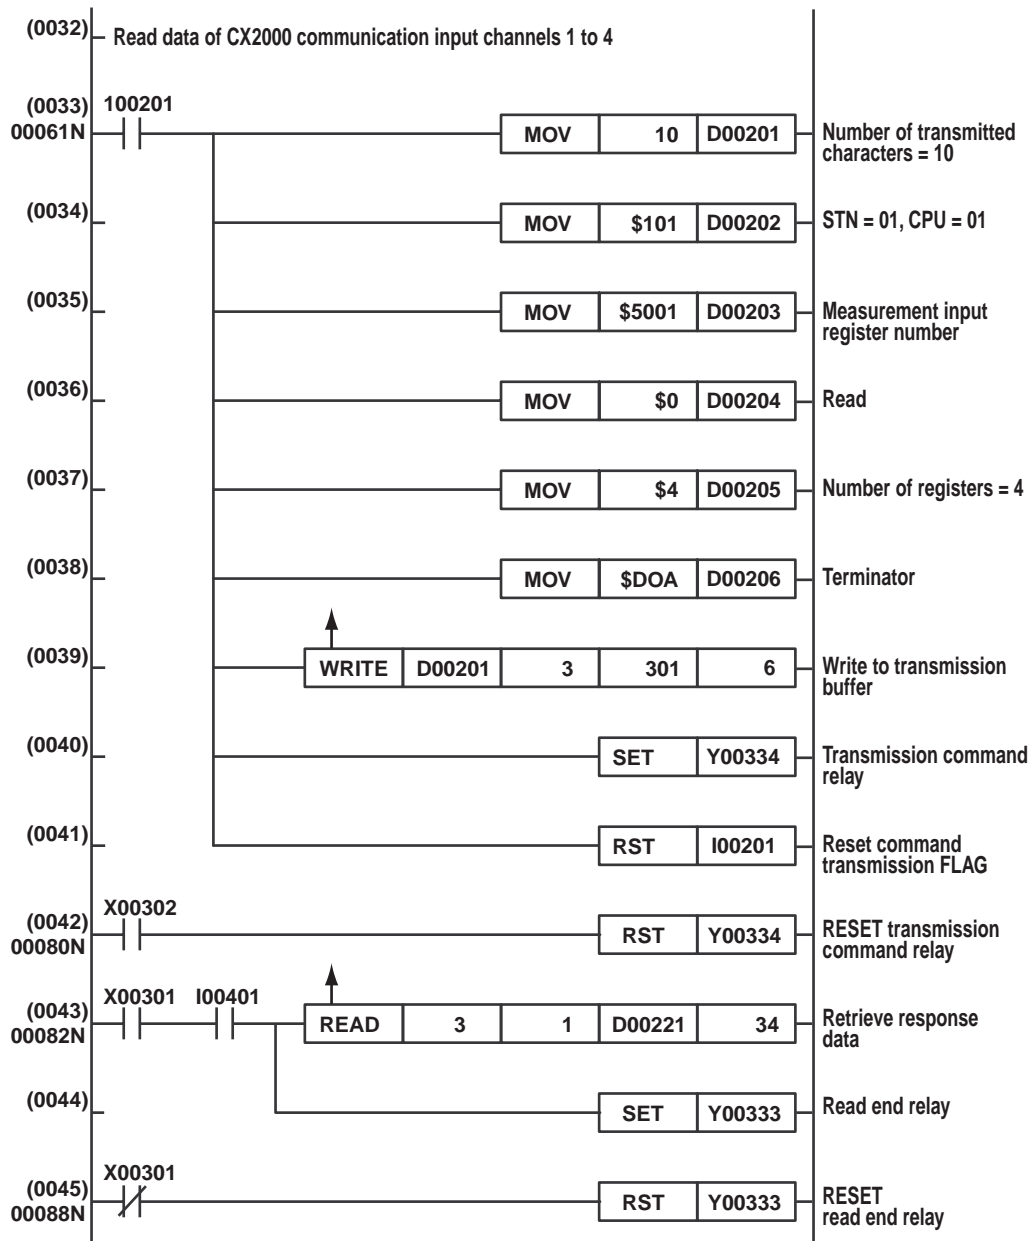 (0032) Read data of CX2000 communication input channels 1 to 4
(0033) 100201
00061N MOV 10 D00201 Number of transmitted
characters = 10
(0034) MOV $101 D00202 STN = 01, CPU = 01
(0035) MOV $5001 D00203 Measurement input
register number
(0036) MOV $0 D00204 Read
(0037) MOV $4 D00205 Number of registers = 4
(0038) MOV $DOA D00206 Terminator
(0039) WRITE D00201 3 301 6 Write to transmission
buffer
(0040) SET Y00334 Transmission command
relay
(0041) RST I00201 Reset command
transmission FLAG
X00302
(0042) RST Y00334 RESET transmission
00080N command relay
X00301 I00401
(0043) READ 3 1 D00221 34 Retrieve response
00082N data
(0044) SET Y00333 Read end relay
X00301
(0045) RST Y00333 RESET
00088N read end relay